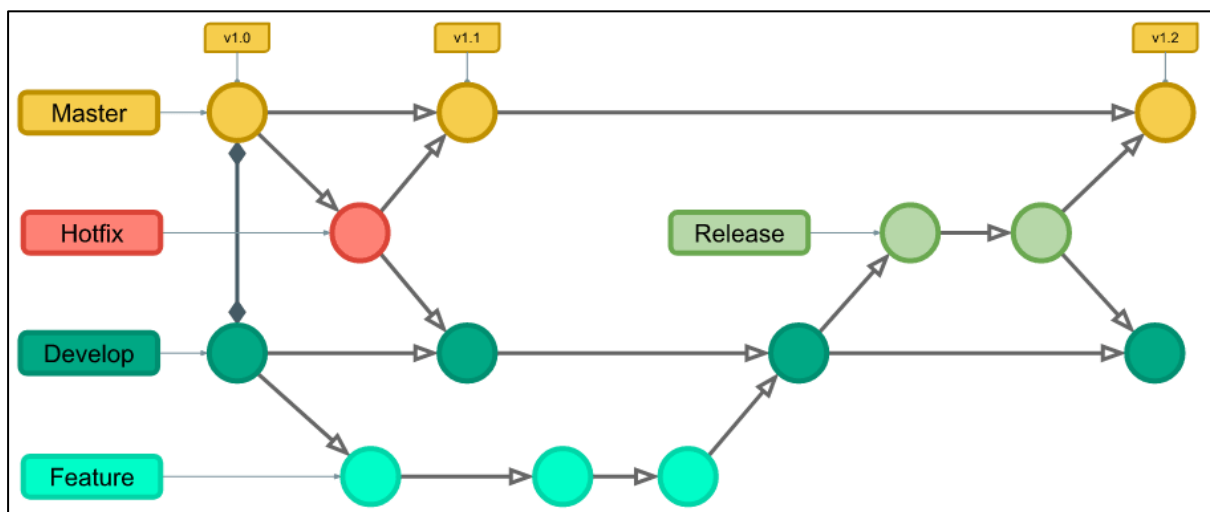 v1.0
v1.1
v1.2
Master
Hotfix
Release
Develop
Feature